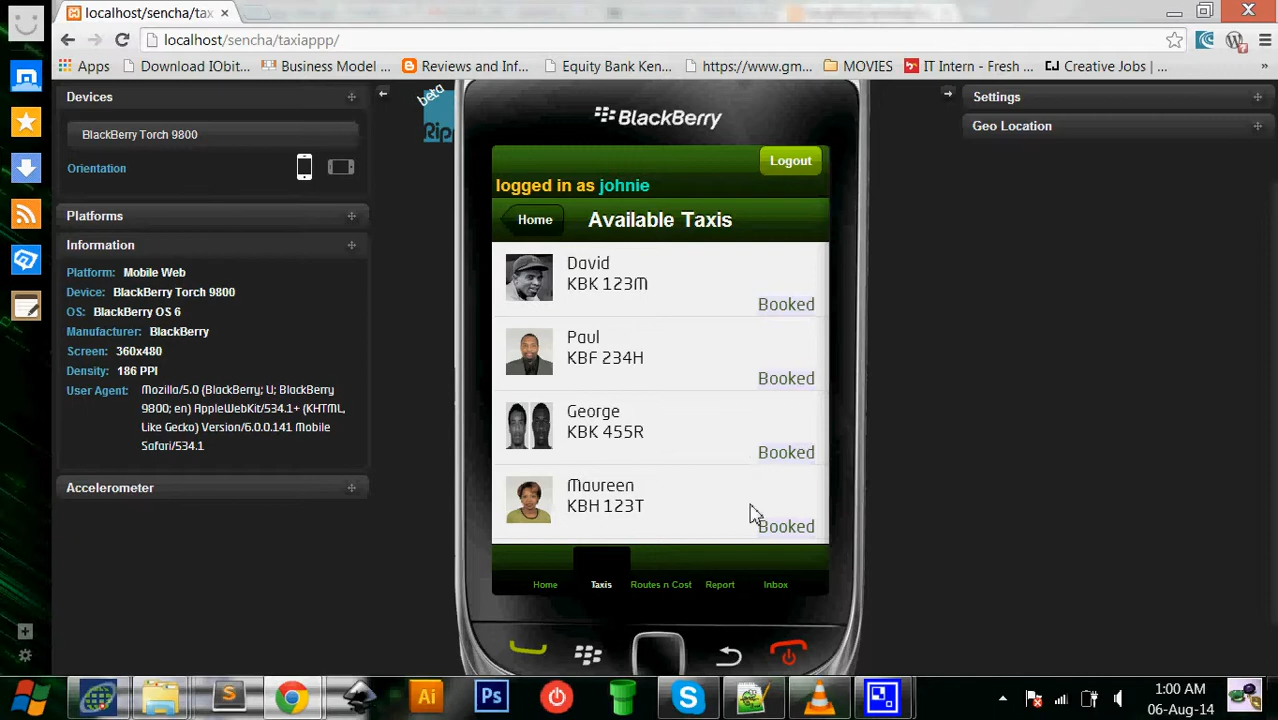 localhost/sencha/tax
localhost/sencha/taxiappp/
Apps Download IObit... Business Model ... Reviews and Inf... Equity Bank Ken... https://www.gm... MOVIES IT Intern - Fresh ... Creative Jobs | ... »
Devices
BlackBerry Torch 9800
Orientation
Platforms
Information
Platform: Mobile Web
Device: BlackBerry Torch 9800
OS: BlackBerry OS 6
Manufacturer: BlackBerry
Screen: 360x480
Density: 186 PPI
User Agent: Mozilla/5.0 (BlackBerry; U; BlackBerry
9800; en) AppleWebKit/534.1+ (KHTML,
Like Gecko) Version/6.0.0.141 Mobile
Safari/534.1
Accelerometer
beta
BlackBerry
Logout
logged in as johnie
Home Available Taxis
David
KBK 123M
Booked
Paul
KBF 234H
Booked
George
KBK 455R
Booked
Maureen
KBH 123T
Booked
Home Taxis Routes n Cost Report Inbox
Settings
Geo Location
S Ai Ps
1:00 AM
06-Aug-14